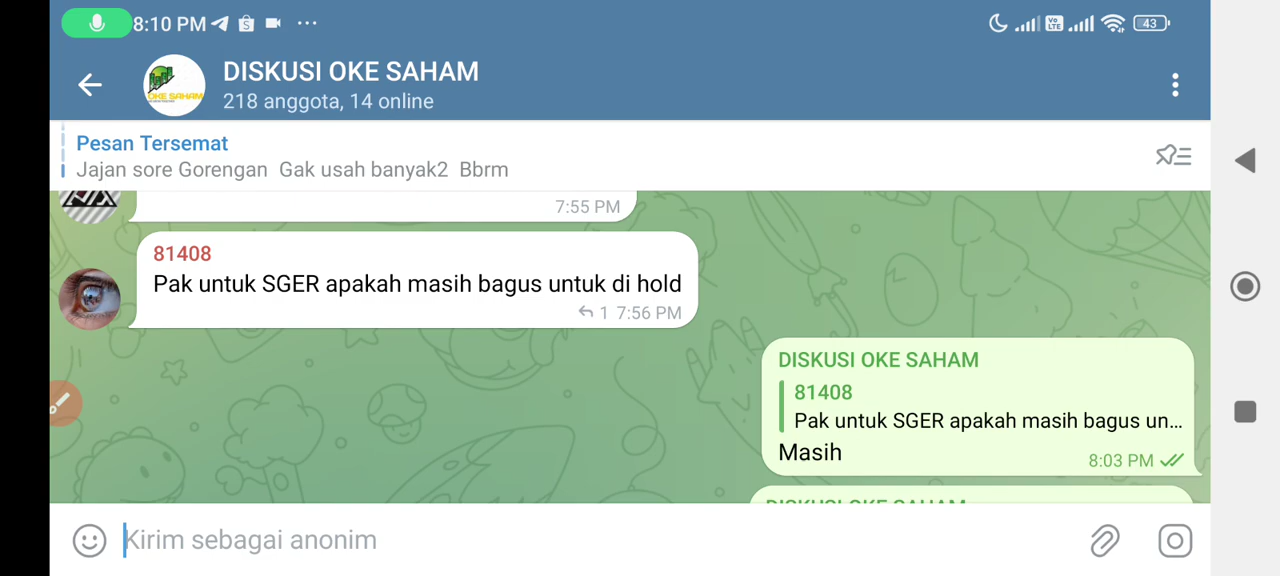 8:10 PM
43
DISKUSI OKE SAHAM
218 anggota, 14 online
Pesan Tersemat
Jajan sore Gorengan Gak usah banyak2 Bbrm
7:55 PM
81408
Pak untuk SGER apakah masih bagus untuk di hold
1 7:56 PM
DISKUSI OKE SAHAM
81408
Pak untuk SGER apakah masih bagus un...
Masih
8:03 PM
DISKUSI OKE SAHAM
Kirim sebagai anonim